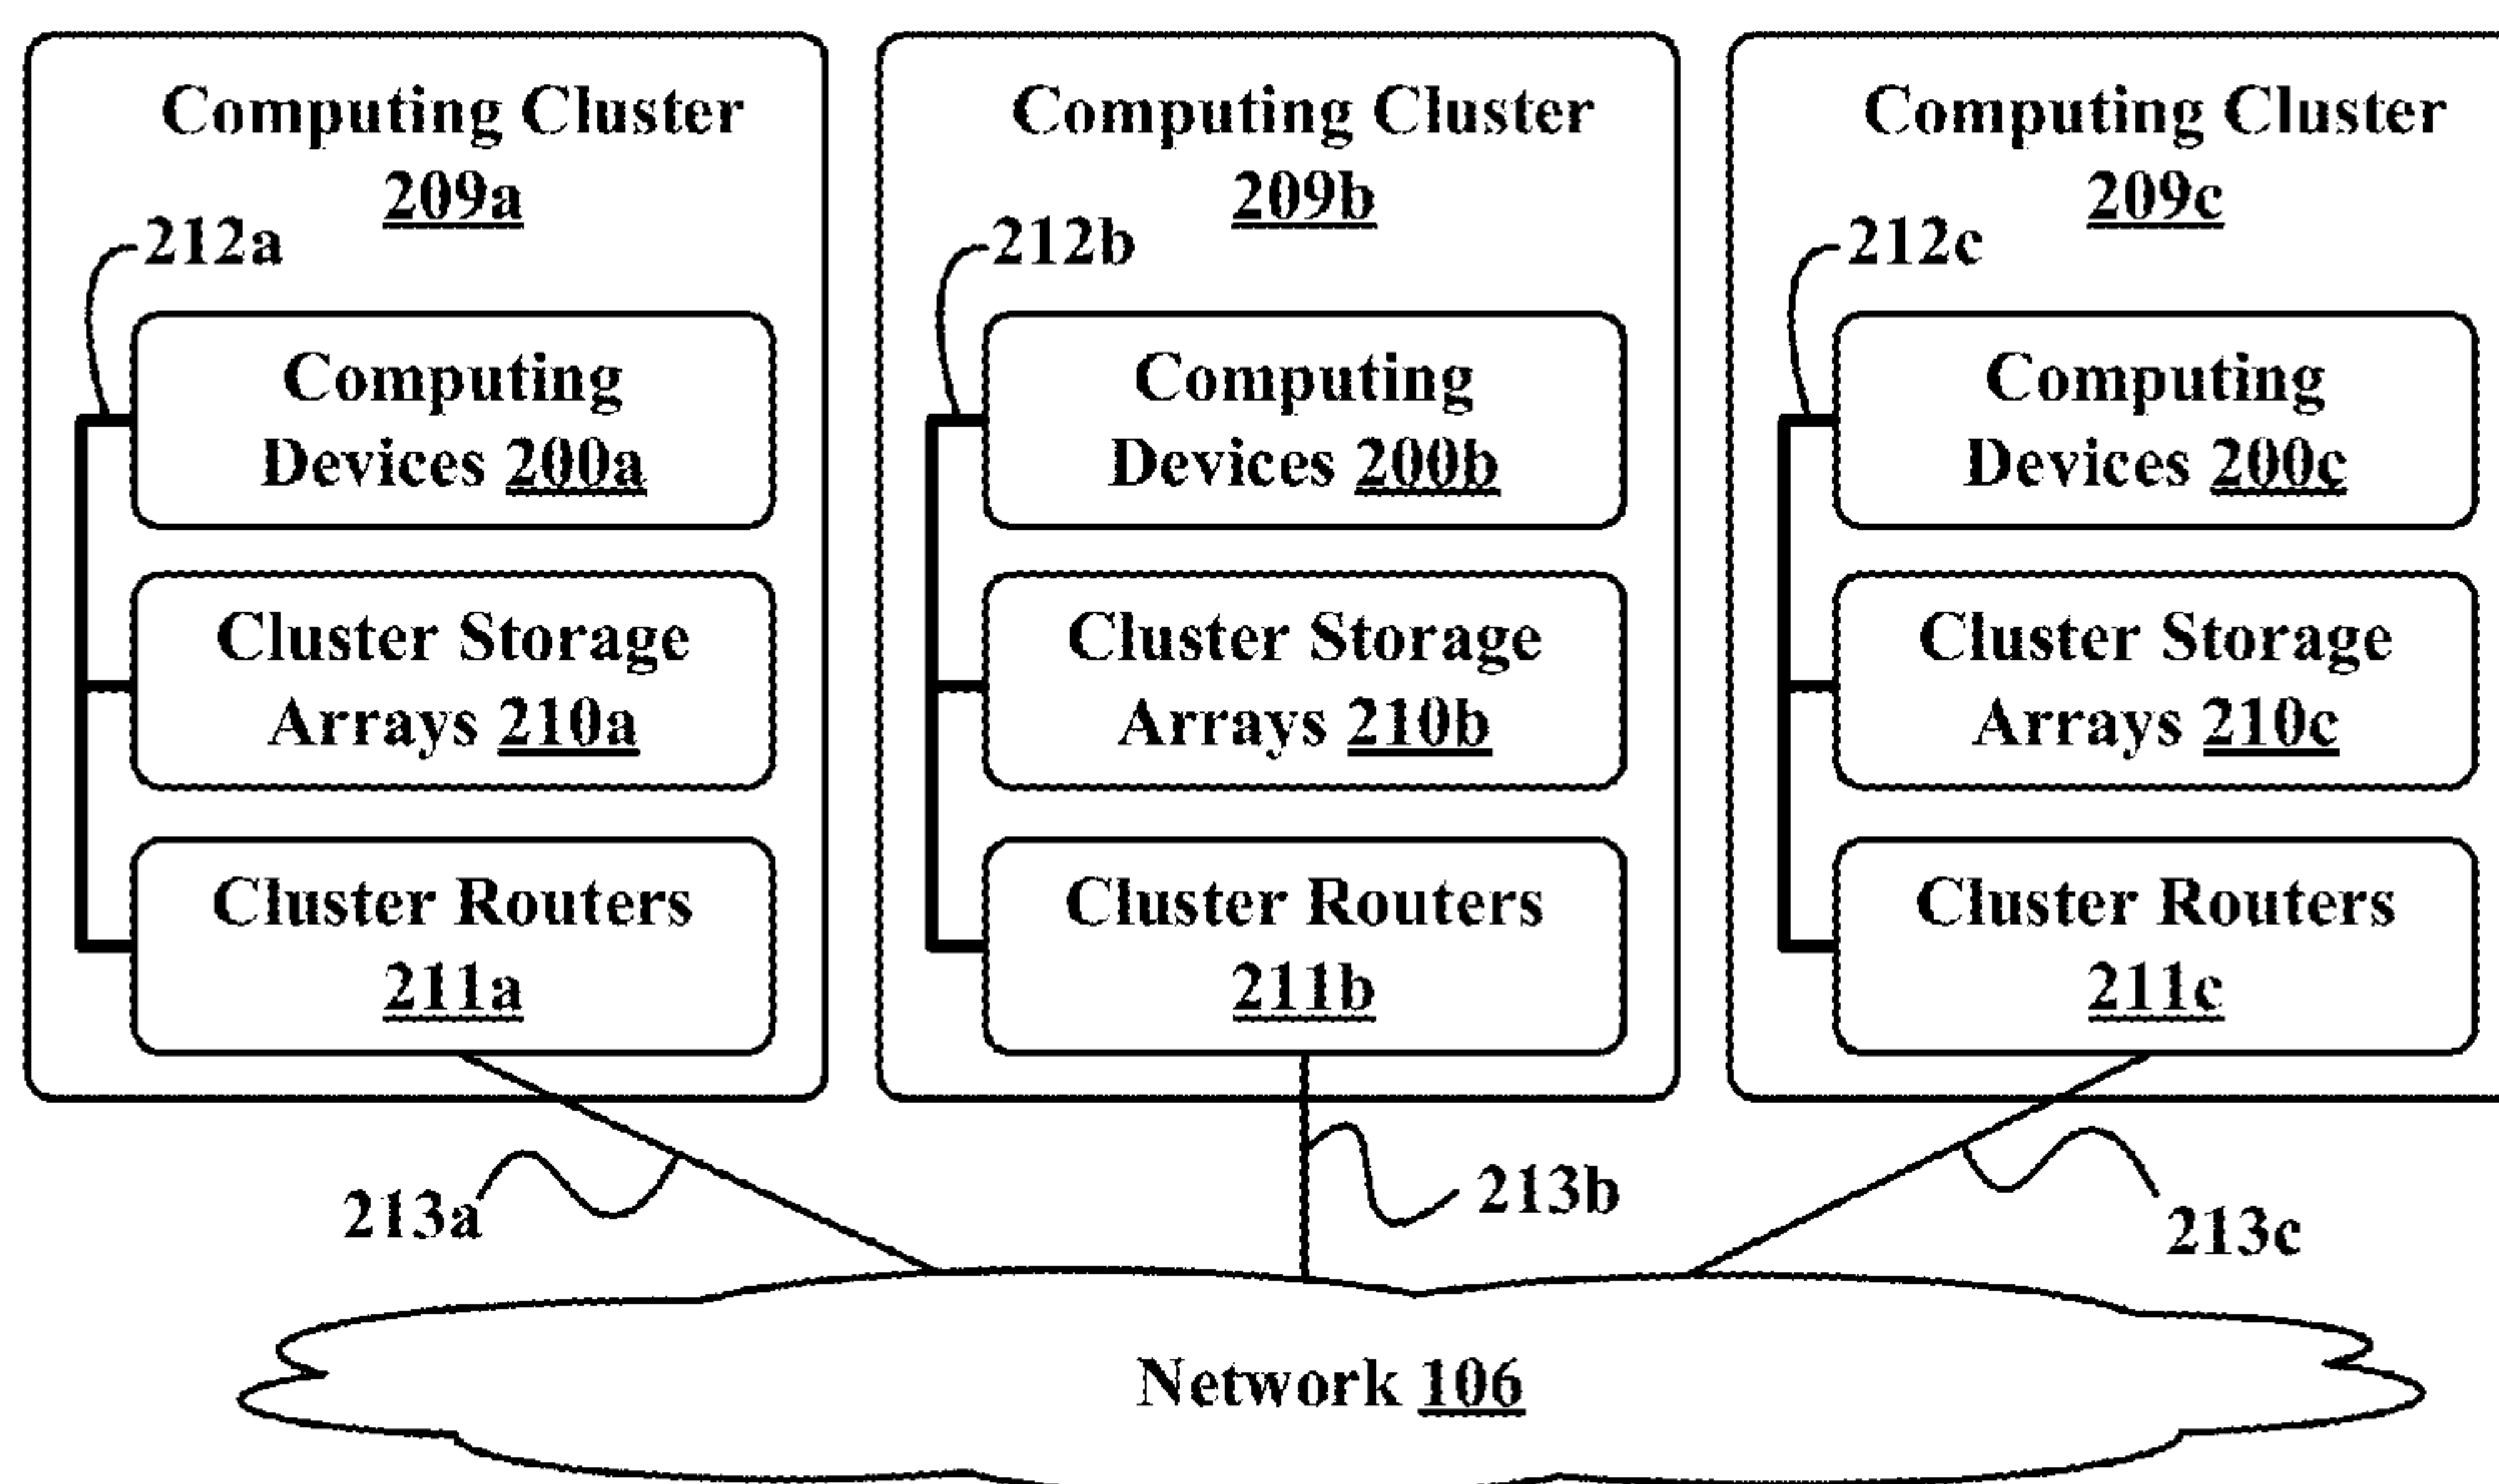 Computing Cluster
209a
212a
Computing
Devices 200a
Cluster Storage
Arrays 210a
Cluster Routers
211a
Computing Cluster
209b
212b
Computing
Devices 200b
Cluster Storage
Arrays 210b
Cluster Routers
211b
Computing Cluster
209c
212c
Computing
Devices 200c
Cluster Storage
Arrays 210c
Cluster Routers
211c
213a
213b
213c
Network 106